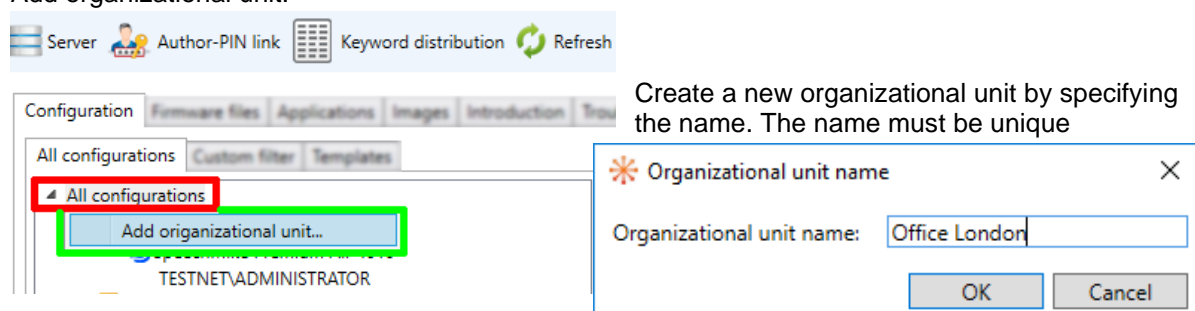 Add organizational unit.
Server Author-PIN link Keyword distribution Refresh
Create a new organizational unit by specifying
the name. The name must be unique
Configuration Firmware files Applications Images Introduction
All configurations Custom filter Templates
All configurations
Add origanizational unit...
TESTNET\ADMINISTRATOR
Organizational unit name
Organizational unit name: Office London
OK Cancel